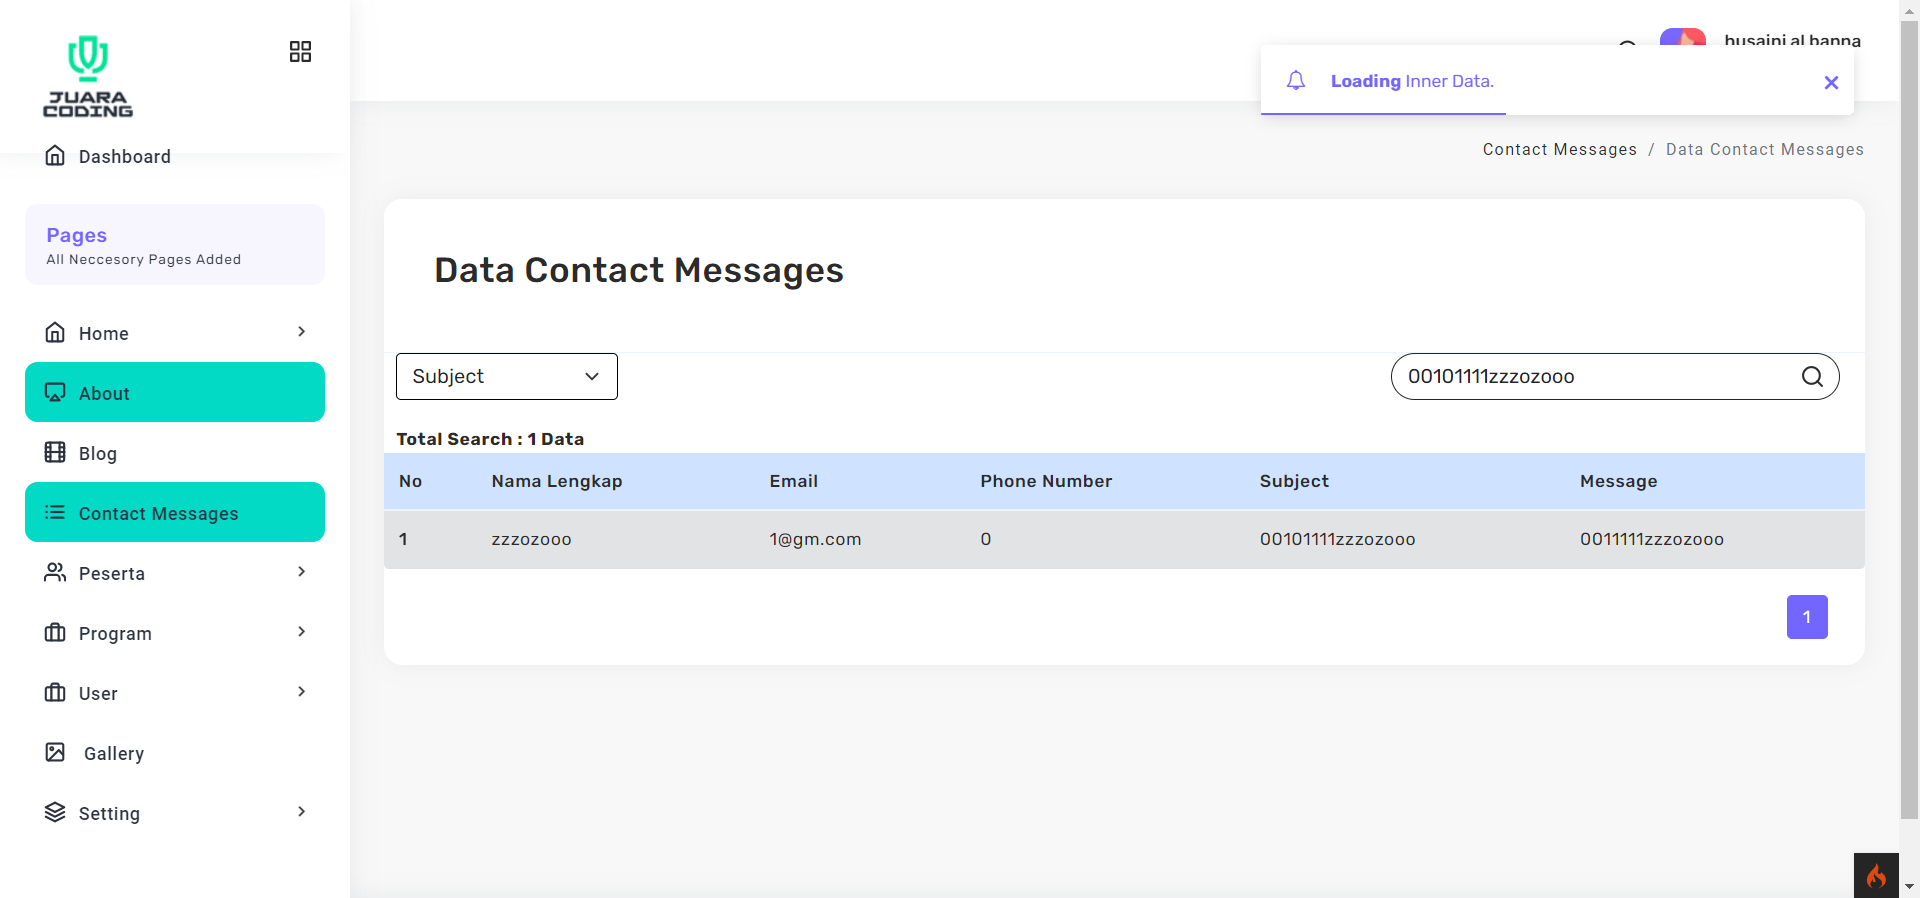 JUARA
CODING
Dashboard
Pages
All Neccesory Pages Added
Home
About
Blog
Contact Messages
Peserta
Program
User
Gallery
Setting
husaini al banna
Loading Inner Data.
Contact Messages / Data Contact Messages
Data Contact Messages
Subject
00101111zzzozooo
Total Search : 1 Data
No Nama Lengkap Email Phone Number Subject Message
1 zzzozooo 1@gm.com 0 00101111zzzozooo 0011111zzzozooo
1